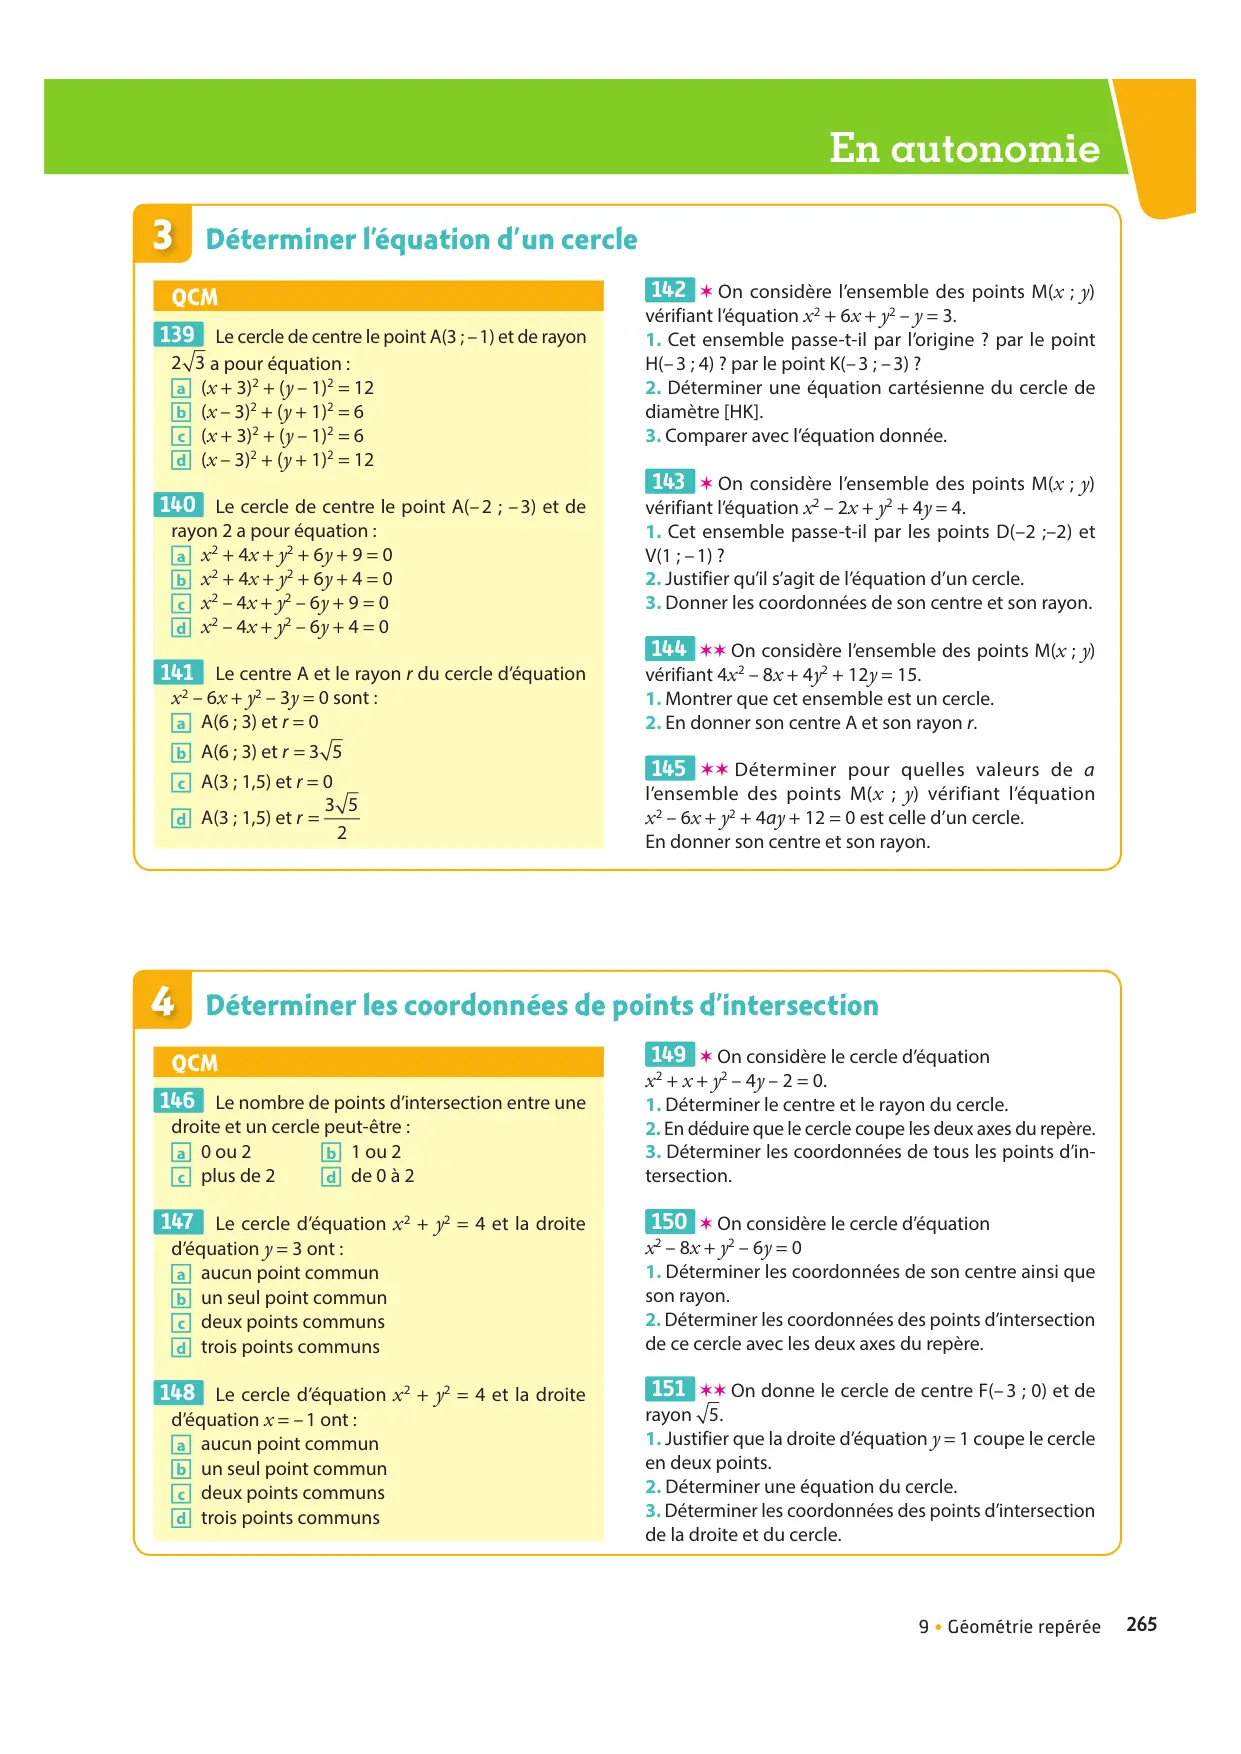 En autonomie
3 Déterminer l’équation d’un cercle
QCM
139 Le cercle de centre le point A(3 ; – 1) et de rayon
2√3 a pour équation :
a (x + 3)² + (y – 1)² = 12
b (x – 3)² + (y + 1)² = 6
c (x + 3)² + (y – 1)² = 6
d (x – 3)² + (y + 1)² = 12
140 Le cercle de centre le point A(– 2 ; – 3) et de
rayon 2 a pour équation :
a x² + 4x + y² + 6y + 9 = 0
b x² + 4x + y² + 6y + 4 = 0
c x² – 4x + y² – 6y + 9 = 0
d x² – 4x + y² – 6y + 4 = 0
141 Le centre A et le rayon r du cercle d’équation
x² – 6x + y² – 3y = 0 sont :
a A(6 ; 3) et r = 0
b A(6 ; 3) et r = 3√5
c A(3 ; 1,5) et r = 0
d A(3 ; 1,5) et r = 3√5/2
142 ✶ On considère l’ensemble des points M(x ; y)
vérifiant l’équation x² + 6x + y² – y = 3.
1. Cet ensemble passe-t-il par l’origine ? par le point
H(– 3 ; 4) ? par le point K(– 3 ; – 3) ?
2. Déterminer une équation cartésienne du cercle de
diamètre [HK].
3. Comparer avec l’équation donnée.
143 ✶ On considère l’ensemble des points M(x ; y)
vérifiant l’équation x² – 2x + y² + 4y = 4.
1. Cet ensemble passe-t-il par les points D(–2 ;–2) et
V(1 ; – 1) ?
2. Justifier qu’il s’agit de l’équation d’un cercle.
3. Donner les coordonnées de son centre et son rayon.
144 ✶✶ On considère l’ensemble des points M(x ; y)
vérifiant 4x² – 8x + 4y² + 12y = 15.
1. Montrer que cet ensemble est un cercle.
2. En donner son centre A et son rayon r.
145 ✶✶ Déterminer pour quelles valeurs de a
l’ensemble des points M(x ; y) vérifiant l’équation
x² – 6x + y² + 4ay + 12 = 0 est celle d’un cercle.
En donner son centre et son rayon.
4 Déterminer les coordonnées de points d’intersection
QCM
146 Le nombre de points d’intersection entre une
droite et un cercle peut-être :
a 0 ou 2 b 1 ou 2
c plus de 2 d de 0 à 2
147 Le cercle d’équation x² + y² = 4 et la droite
d’équation y = 3 ont :
a aucun point commun
b un seul point commun
c deux points communs
d trois points communs
148 Le cercle d’équation x² + y² = 4 et la droite
d’équation x = – 1 ont :
a aucun point commun
b un seul point commun
c deux points communs
d trois points communs
149 ✶ On considère le cercle d’équation
x² + x + y² – 4y – 2 = 0.
1. Déterminer le centre et le rayon du cercle.
2. En déduire que le cercle coupe les deux axes du repère.
3. Déterminer les coordonnées de tous les points d’in-
tersection.
150 ✶ On considère le cercle d’équation
x² – 8x + y² – 6y = 0
1. Déterminer les coordonnées de son centre ainsi que
son rayon.
2. Déterminer les coordonnées des points d’intersection
de ce cercle avec les deux axes du repère.
151 ✶✶ On donne le cercle de centre F(– 3 ; 0) et de
rayon √5.
1. Justifier que la droite d’équation y = 1 coupe le cercle
en deux points.
2. Déterminer une équation du cercle.
3. Déterminer les coordonnées des points d’intersection
de la droite et du cercle.
9 • Géométrie repérée 265